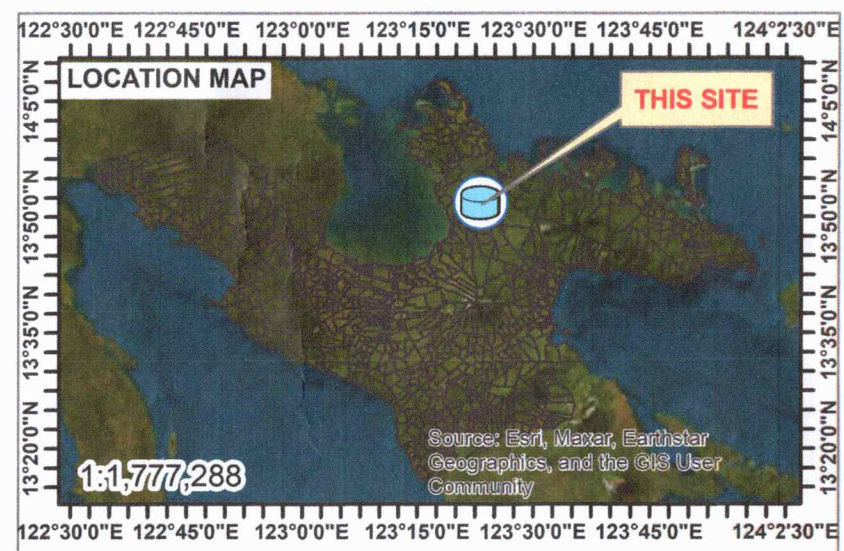 122°30'0"E 122°45'0"E 123°0'0"E 123°15'0"E 123°30'0"E 123°45'0"E 124°2'30"E
LOCATION MAP
THIS SITE
14°5'0"N
13°50'0"N
13°35'0"N
13°20'0"N
14°5'0"N
13°50'0"N
13°35'0"N
13°20'0"N
Source: Esri, Maxar, Earthstar
Geographics, and the GIS User
Community
1:1,777,288
122°30'0"E 122°45'0"E 123°0'0"E 123°15'0"E 123°30'0"E 123°45'0"E 124°2'30"E